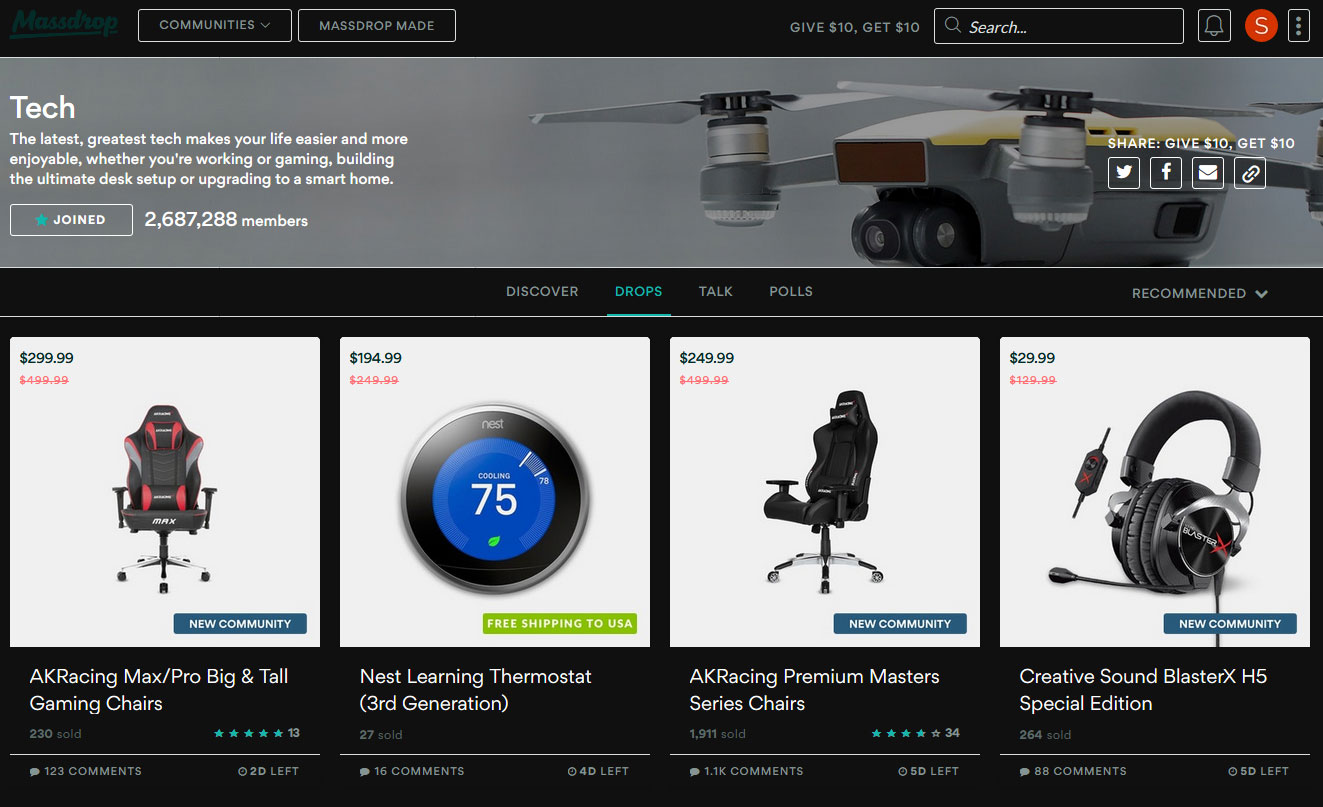 Massdrop
COMMUNITIES
MASSDROP MADE
GIVE $10, GET $10
Search...
S
Tech
The latest, greatest tech makes your life easier and more
enjoyable, whether you're working or gaming, building
the ultimate desk setup or upgrading to a smart home.
JOINED
2,687,288 members
SHARE: GIVE $10, GET $10
DISCOVER
DROPS
TALK
POLLS
RECOMMENDED
$299.99
$499.99
MAX
NEW COMMUNITY
AKRacing Max/Pro Big & Tall
Gaming Chairs
230 sold
13
123 COMMENTS
2D LEFT
$194.99
$249.99
nest
COOLING
75
78
FREE SHIPPING TO USA
Nest Learning Thermostat
(3rd Generation)
27 sold
16 COMMENTS
4D LEFT
$249.99
$499.99
NEW COMMUNITY
AKRacing Premium Masters
Series Chairs
1,911 sold
34
1.1K COMMENTS
5D LEFT
$29.99
$129.99
BLASTERX
NEW COMMUNITY
Creative Sound BlasterX H5
Special Edition
264 sold
88 COMMENTS
5D LEFT